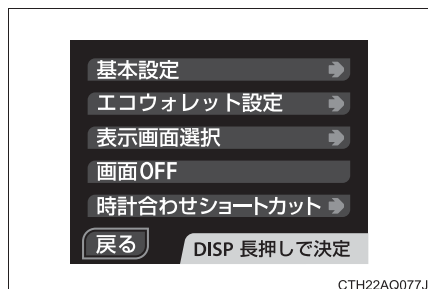 基本設定
エコウォレット設定
表示画面選択
画面OFF
時計合わせショートカット
戻る DISP 長押しで決定
CTH22AQ077J